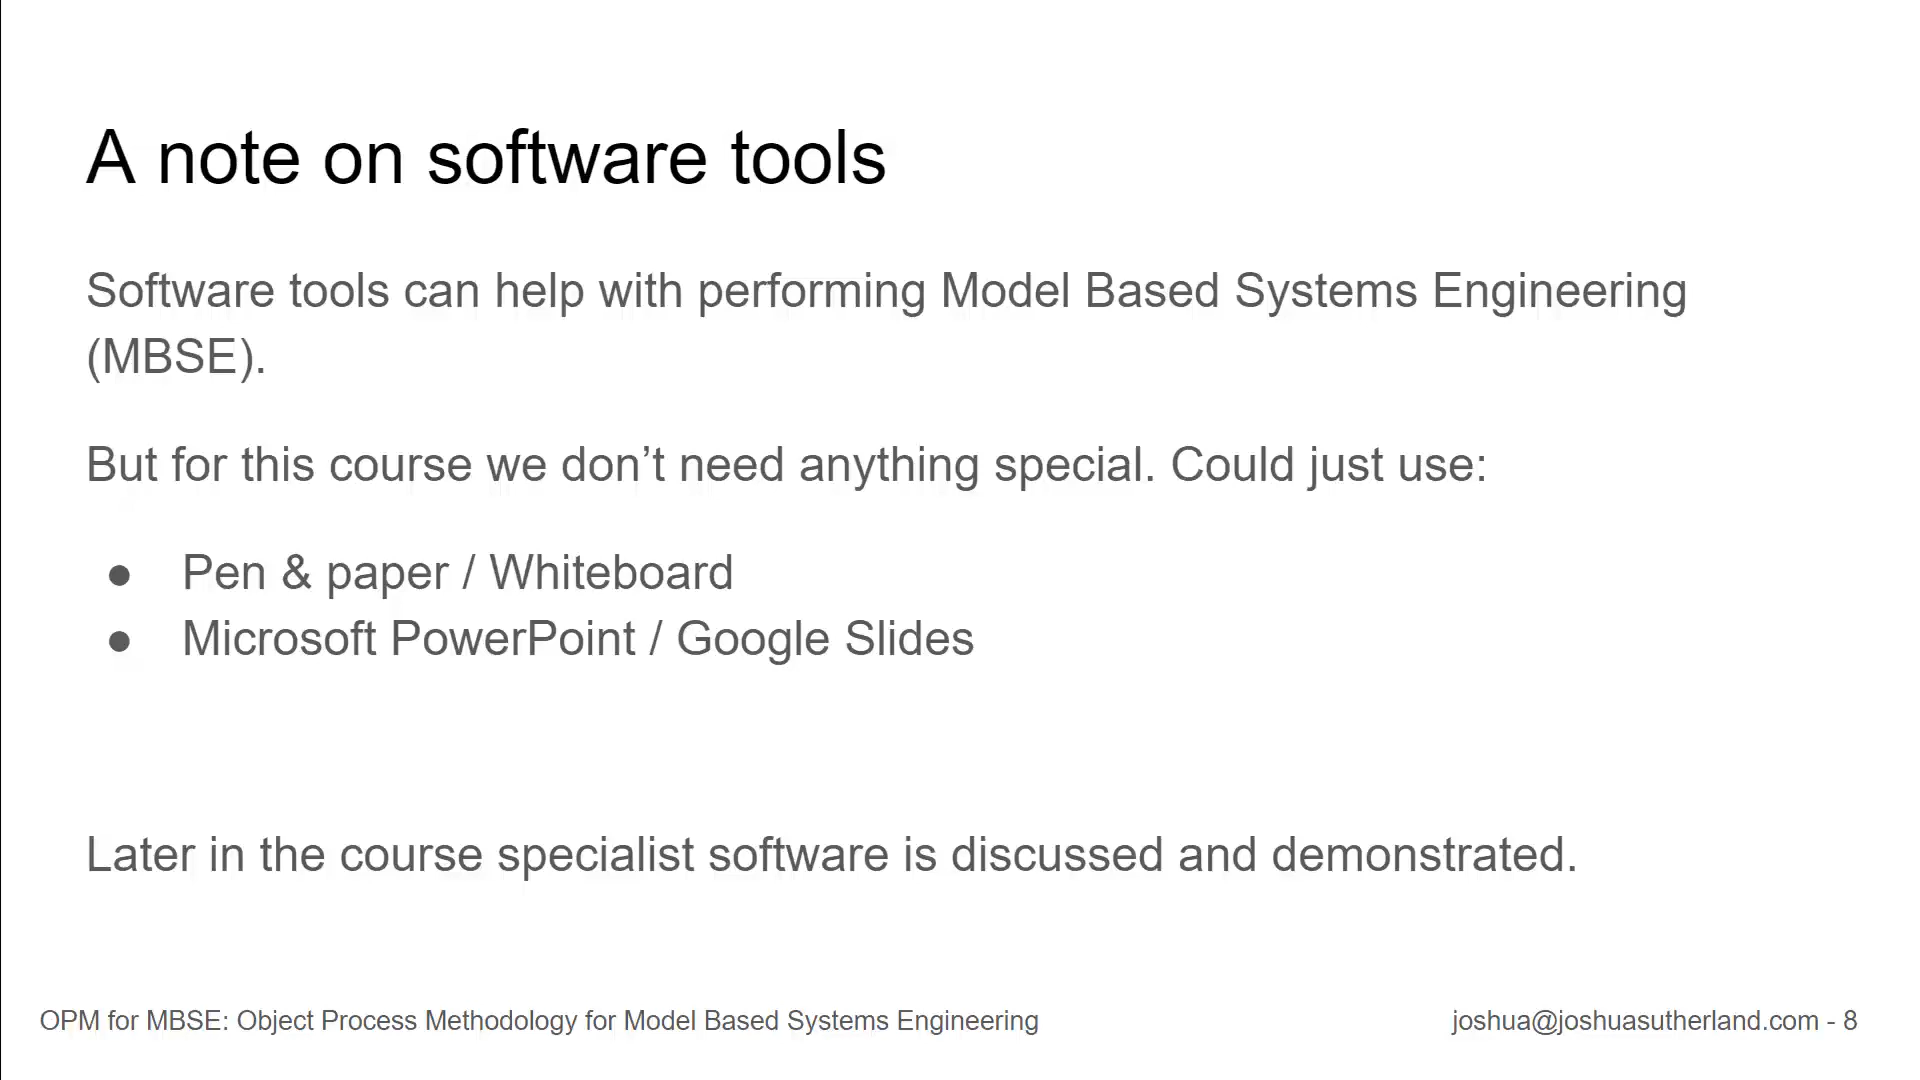 A note on software tools
Software tools can help with performing Model Based Systems Engineering
(MBSE).
But for this course we don’t need anything special. Could just use:
● Pen & paper / Whiteboard
● Microsoft PowerPoint / Google Slides
Later in the course specialist software is discussed and demonstrated.
OPM for MBSE: Object Process Methodology for Model Based Systems Engineering
joshua@joshuasutherland.com - 8